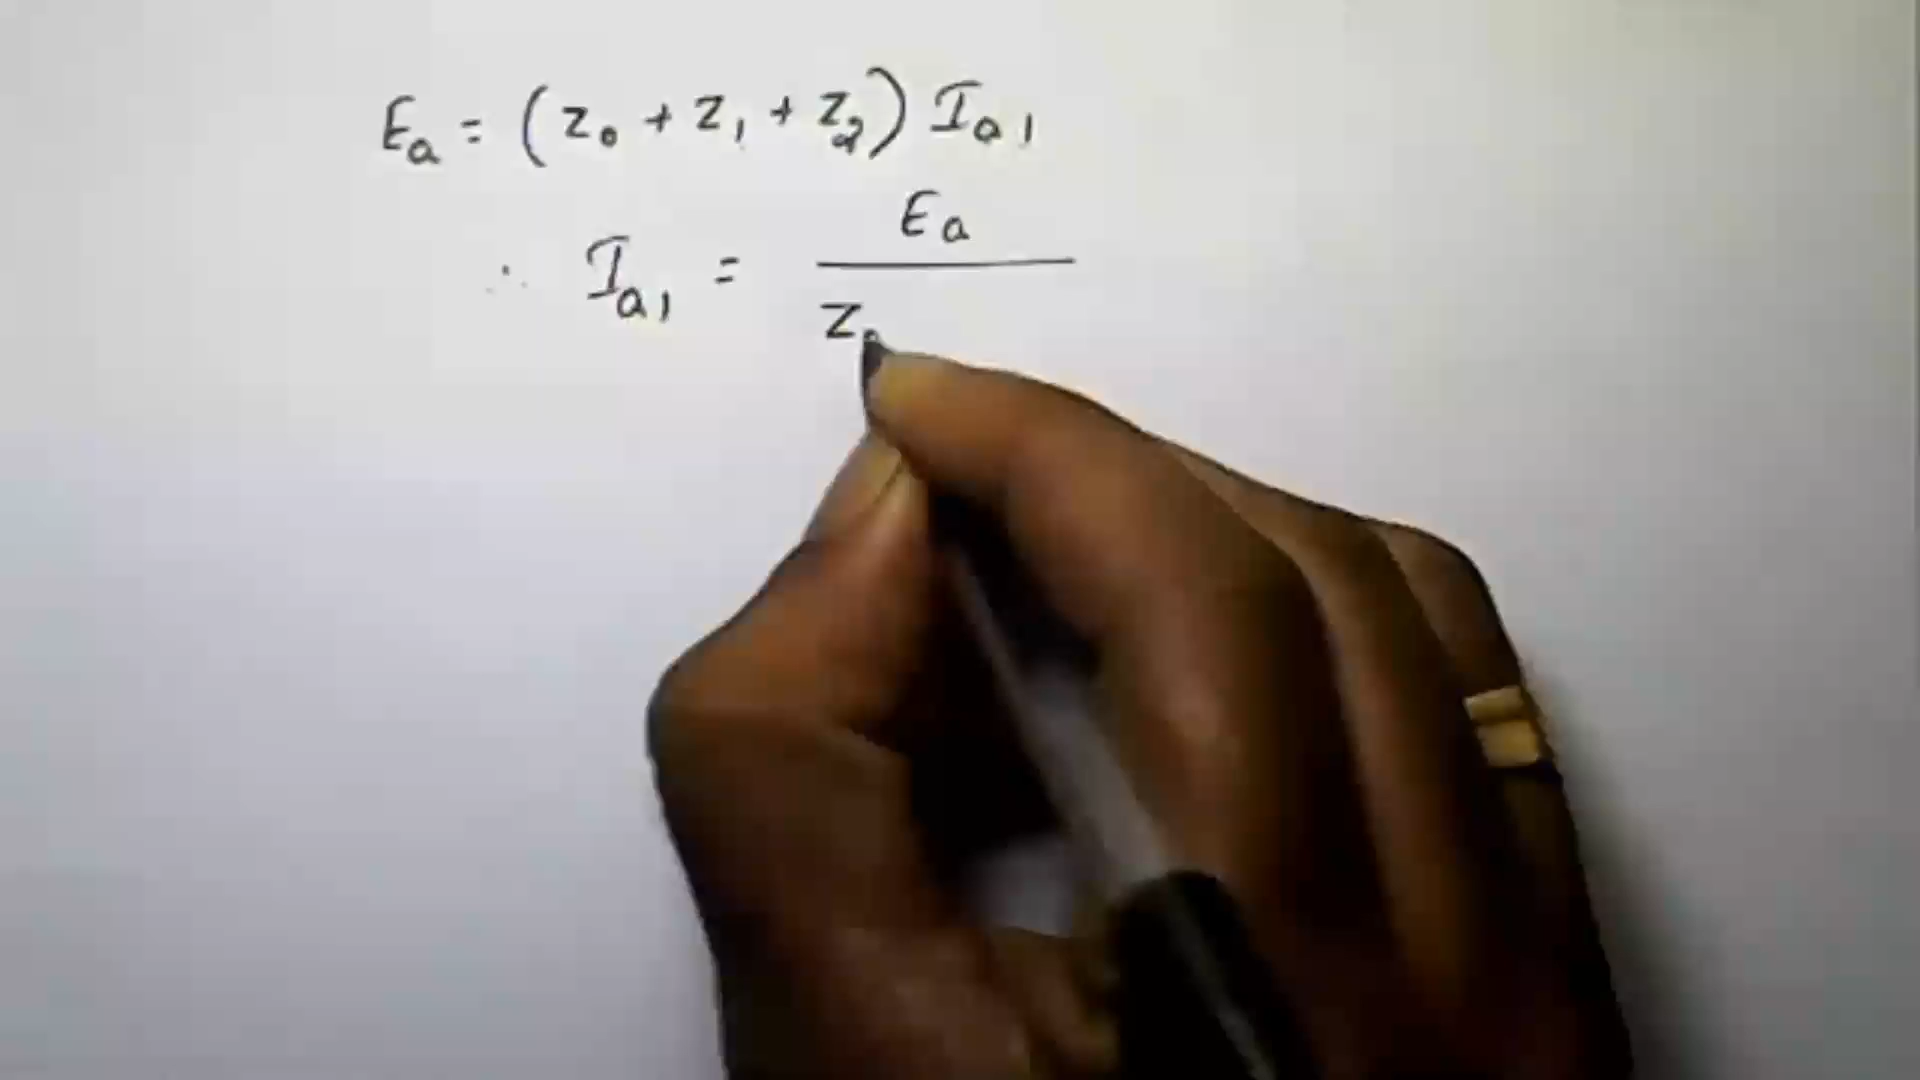 Ea = (Z0 + Z1 + Z2) Ia1
∴ Ia1 = Ea / Z0